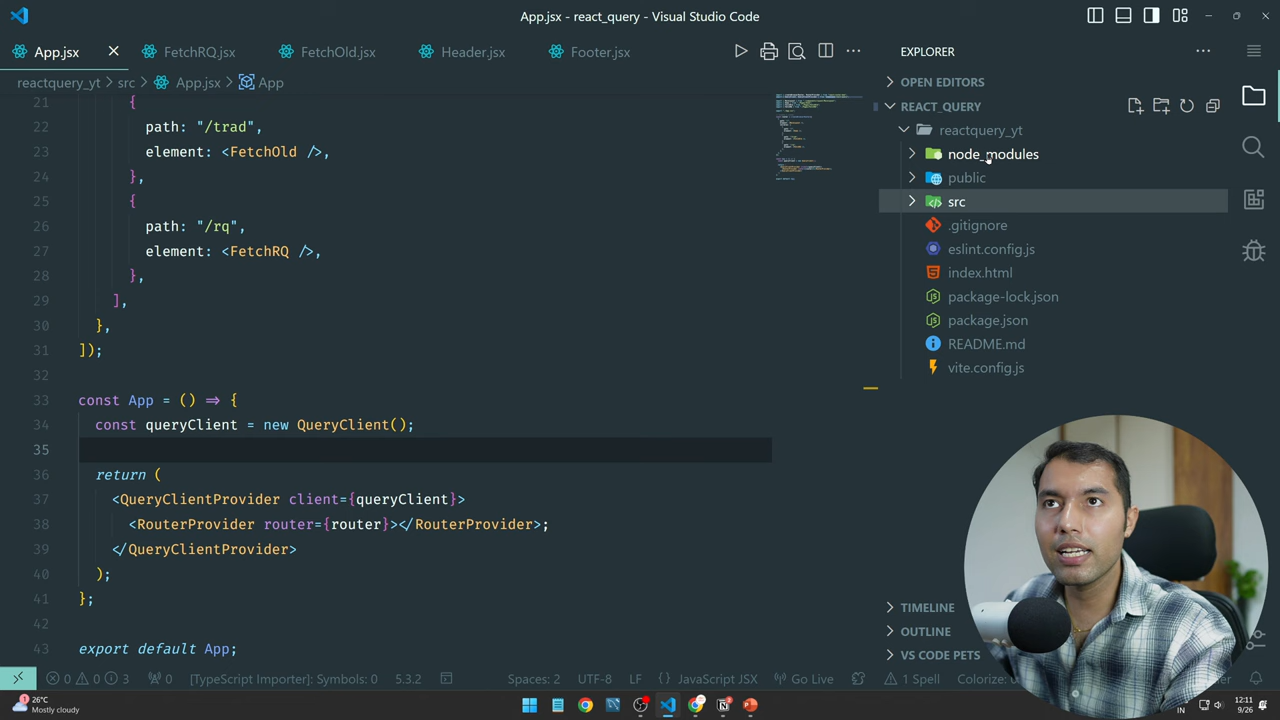 App.jsx - react_query - Visual Studio Code
App.jsx
FetchRQ.jsx
FetchOld.jsx
Header.jsx
Footer.jsx
reactquery_yt > src > App.jsx > App
21 {
22 path: "/trad",
23 element: <FetchOld />,
24 },
25 {
26 path: "/rq",
27 element: <FetchRQ />,
28 },
29 ],
30 },
31 ]);
32
33 const App = () => {
34 const queryClient = new QueryClient();
35
36 return (
37 <QueryClientProvider client={queryClient}>
38 <RouterProvider router={router}></RouterProvider>;
39 </QueryClientProvider>
40 );
41 };
42
43 export default App;
EXPLORER
OPEN EDITORS
REACT_QUERY
reactquery_yt
node_modules
public
src
.gitignore
eslint.config.js
index.html
package-lock.json
package.json
README.md
vite.config.js
TIMELINE
OUTLINE
VS CODE PETS
0 0 3 0 [TypeScript Importer]: Symbols: 0 5.3.2 Spaces: 2 UTF-8 LF { } JavaScript JSX Go Live 1 Spell Colorize:
26°C
Mostly cloudy
IN
12:11
9/26